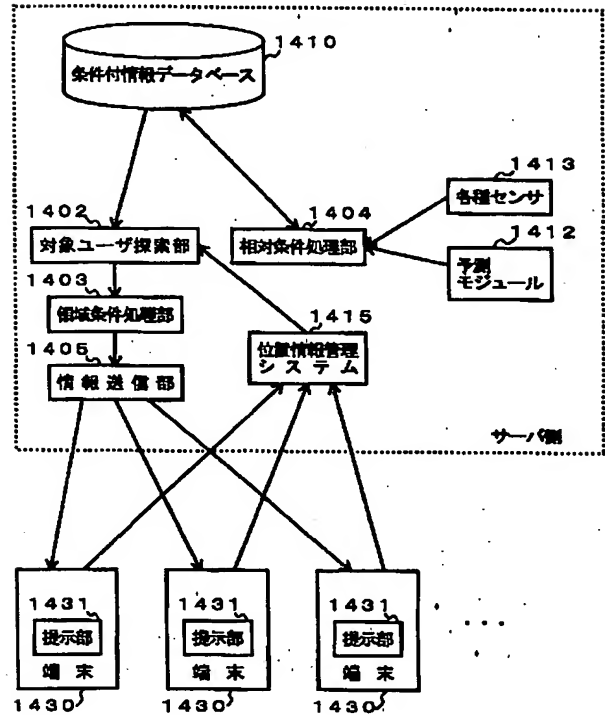 1410
条件付情報データベース
1413
各種センサ
1402
対象ユーザ探索部
1404
相対条件処理部
1412
予測
モジュール
1403
領域条件処理部
1415
位置情報管理
システム
1405
情報送信部
サーバ側
1431
提示部
端末
1430
1431
提示部
端末
1430
1431
提示部
端末
1430
・・・